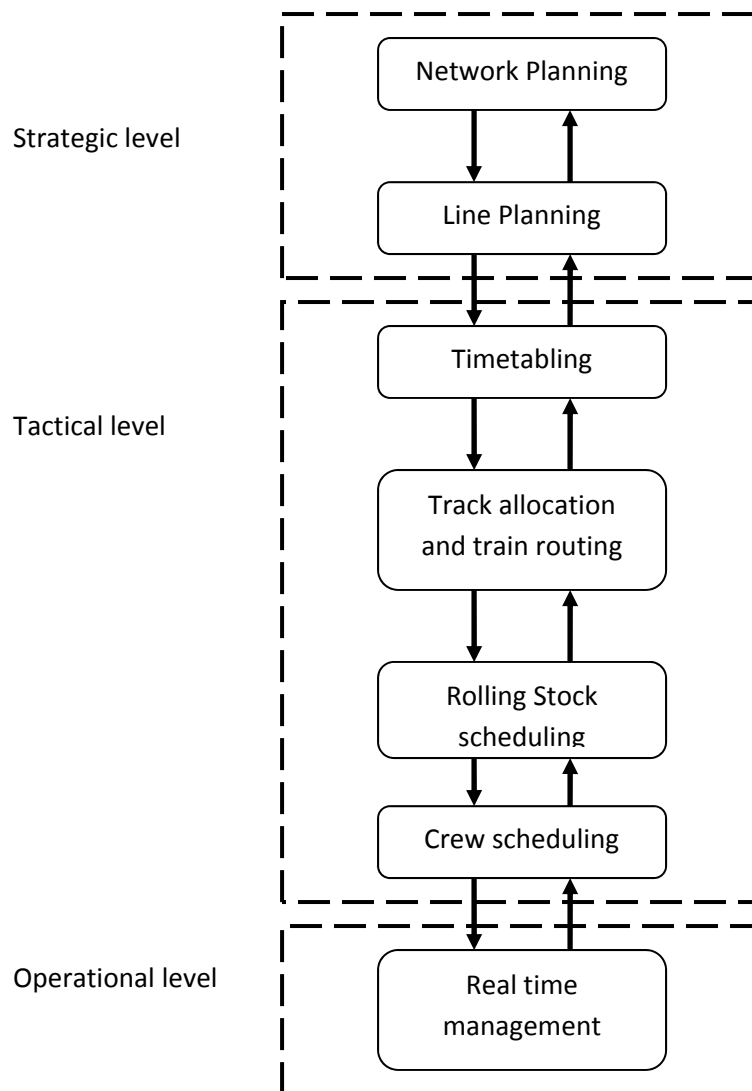 Network Planning
Strategic level
Line Planning
Timetabling
Tactical level
Track allocation
and train routing
Rolling Stock
scheduling
Crew scheduling
Operational level
Real time
management